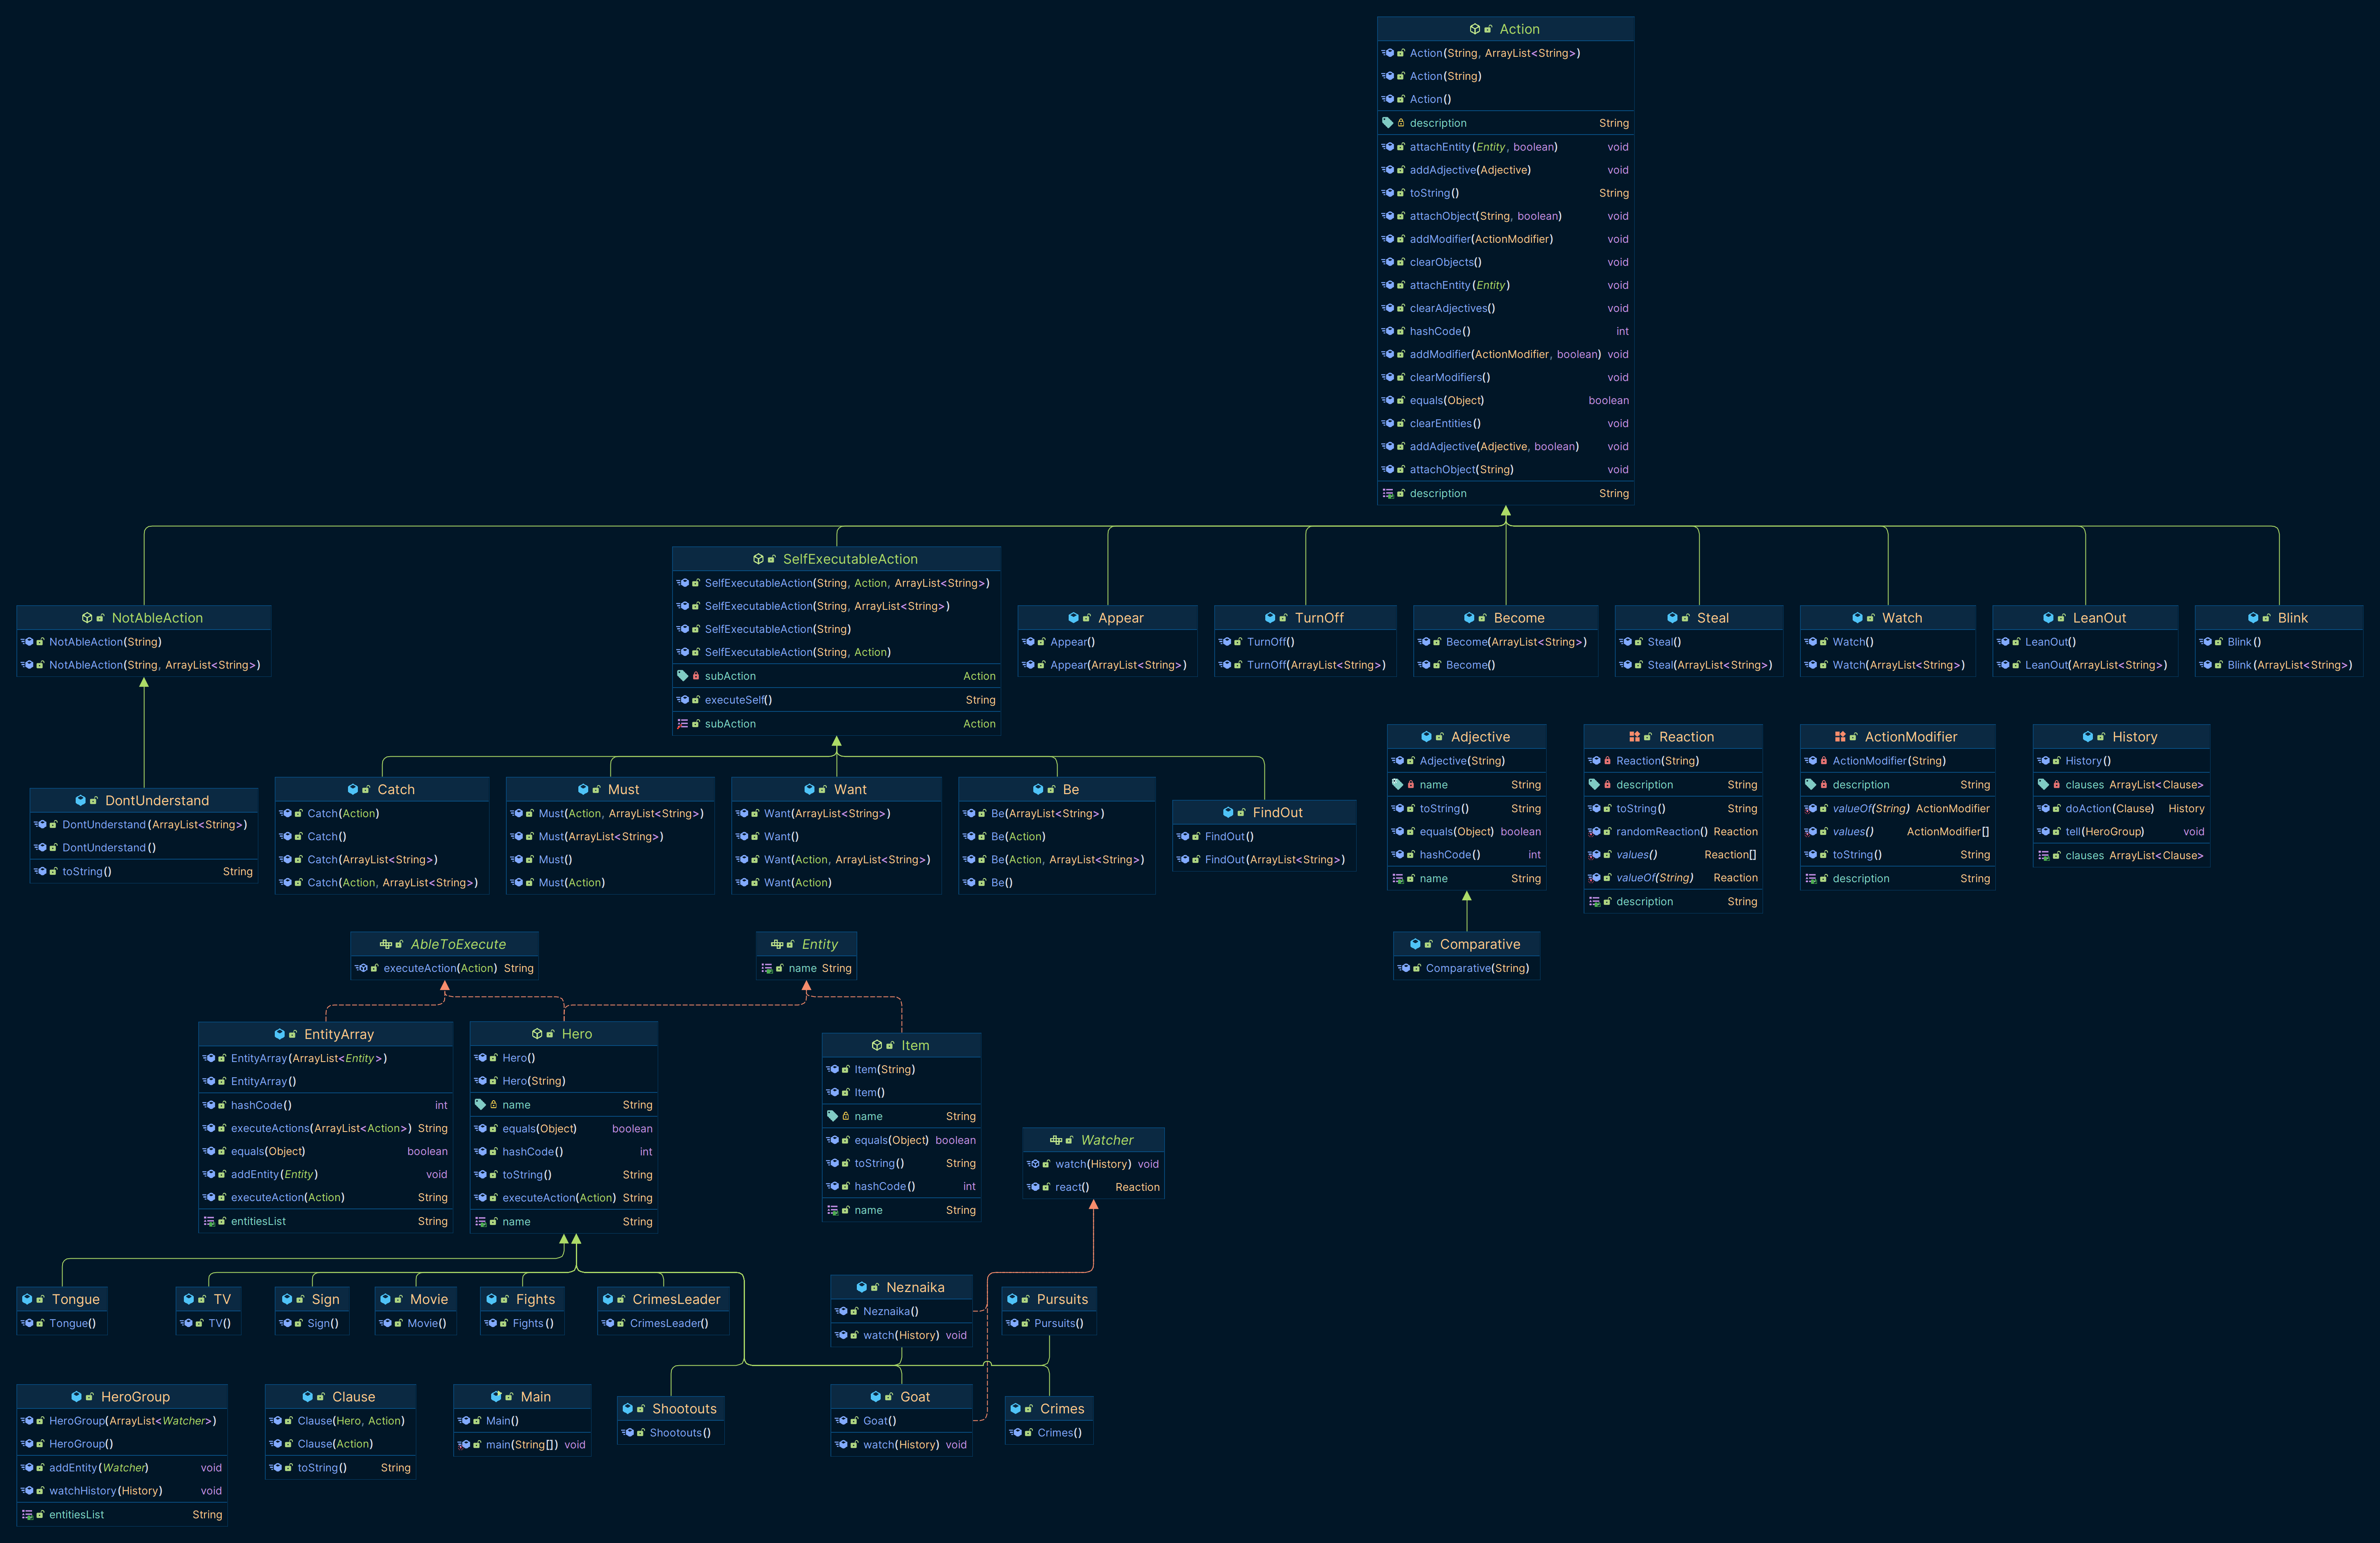 Action
Action(String, ArrayList<String>)
Action(String)
Action()
description String
attachEntity(Entity, boolean) void
addAdjective(Adjective) void
toString() String
attachObject(String, boolean) void
addModifier(ActionModifier) void
clearObjects() void
attachEntity(Entity) void
clearAdjectives() void
hashCode() int
addModifier(ActionModifier, boolean) void
clearModifiers() void
equals(Object) boolean
clearEntities() void
addAdjective(Adjective, boolean) void
attachObject(String) void
description String
NotAbleAction
NotAbleAction(String)
NotAbleAction(String, ArrayList<String>)
SelfExecutableAction
SelfExecutableAction(String, Action, ArrayList<String>)
SelfExecutableAction(String, ArrayList<String>)
SelfExecutableAction(String)
SelfExecutableAction(String, Action)
subAction Action
executeSelf() String
subAction Action
Appear
Appear()
Appear(ArrayList<String>)
TurnOff
TurnOff()
TurnOff(ArrayList<String>)
Become
Become(ArrayList<String>)
Become()
Steal
Steal()
Steal(ArrayList<String>)
Watch
Watch()
Watch(ArrayList<String>)
LeanOut
LeanOut()
LeanOut(ArrayList<String>)
Blink
Blink()
Blink(ArrayList<String>)
DontUnderstand
DontUnderstand(ArrayList<String>)
DontUnderstand()
toString() String
Catch
Catch(Action)
Catch()
Catch(ArrayList<String>)
Catch(Action, ArrayList<String>)
Must
Must(Action, ArrayList<String>)
Must(ArrayList<String>)
Must()
Must(Action)
Want
Want(ArrayList<String>)
Want()
Want(Action, ArrayList<String>)
Want(Action)
Be
Be(ArrayList<String>)
Be(Action)
Be(Action, ArrayList<String>)
Be()
FindOut
FindOut()
FindOut(ArrayList<String>)
Adjective
Adjective(String)
name String
toString() String
equals(Object) boolean
hashCode() int
name String
Reaction
Reaction(String)
description String
toString() String
randomReaction() Reaction
values() Reaction[]
valueOf(String) Reaction
description String
ActionModifier
ActionModifier(String)
description String
valueOf(String) ActionModifier
values() ActionModifier[]
toString() String
description String
History
History()
clauses ArrayList<Clause>
doAction(Clause) History
tell(HeroGroup) void
clauses ArrayList<Clause>
AbleToExecute
executeAction(Action) String
Entity
name String
Comparative
Comparative(String)
EntityArray
EntityArray(ArrayList<Entity>)
EntityArray()
hashCode() int
executeActions(ArrayList<Action>) String
equals(Object) boolean
addEntity(Entity) void
executeAction(Action) String
entitiesList String
Hero
Hero()
Hero(String)
name String
equals(Object) boolean
hashCode() int
toString() String
executeAction(Action) String
name String
Item
Item(String)
Item()
name String
equals(Object) boolean
toString() String
hashCode() int
name String
Watcher
watch(History) void
react() Reaction
Tongue
Tongue()
TV
TV()
Sign
Sign()
Movie
Movie()
Fights
Fights()
CrimesLeader
CrimesLeader()
Neznaika
Neznaika()
watch(History) void
Pursuits
Pursuits()
HeroGroup
HeroGroup(ArrayList<Watcher>)
HeroGroup()
addEntity(Watcher) void
watchHistory(History) void
entitiesList String
Clause
Clause(Hero, Action)
Clause(Action)
toString() String
Main
Main()
main(String[]) void
Shootouts
Shootouts()
Goat
Goat()
watch(History) void
Crimes
Crimes()